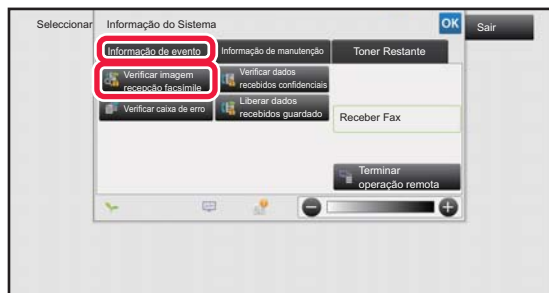 Seleccionar
Informação do Sistema
OK
Sair
Informação de evento
Informação de manutenção
Toner Restante
Verificar imagem
recepção facsimile
Verificar dados
recebidos confidenciais
Verificar caixa de erro
Liberar dados
recebidos guardado
Receber Fax
Terminar
operação remota